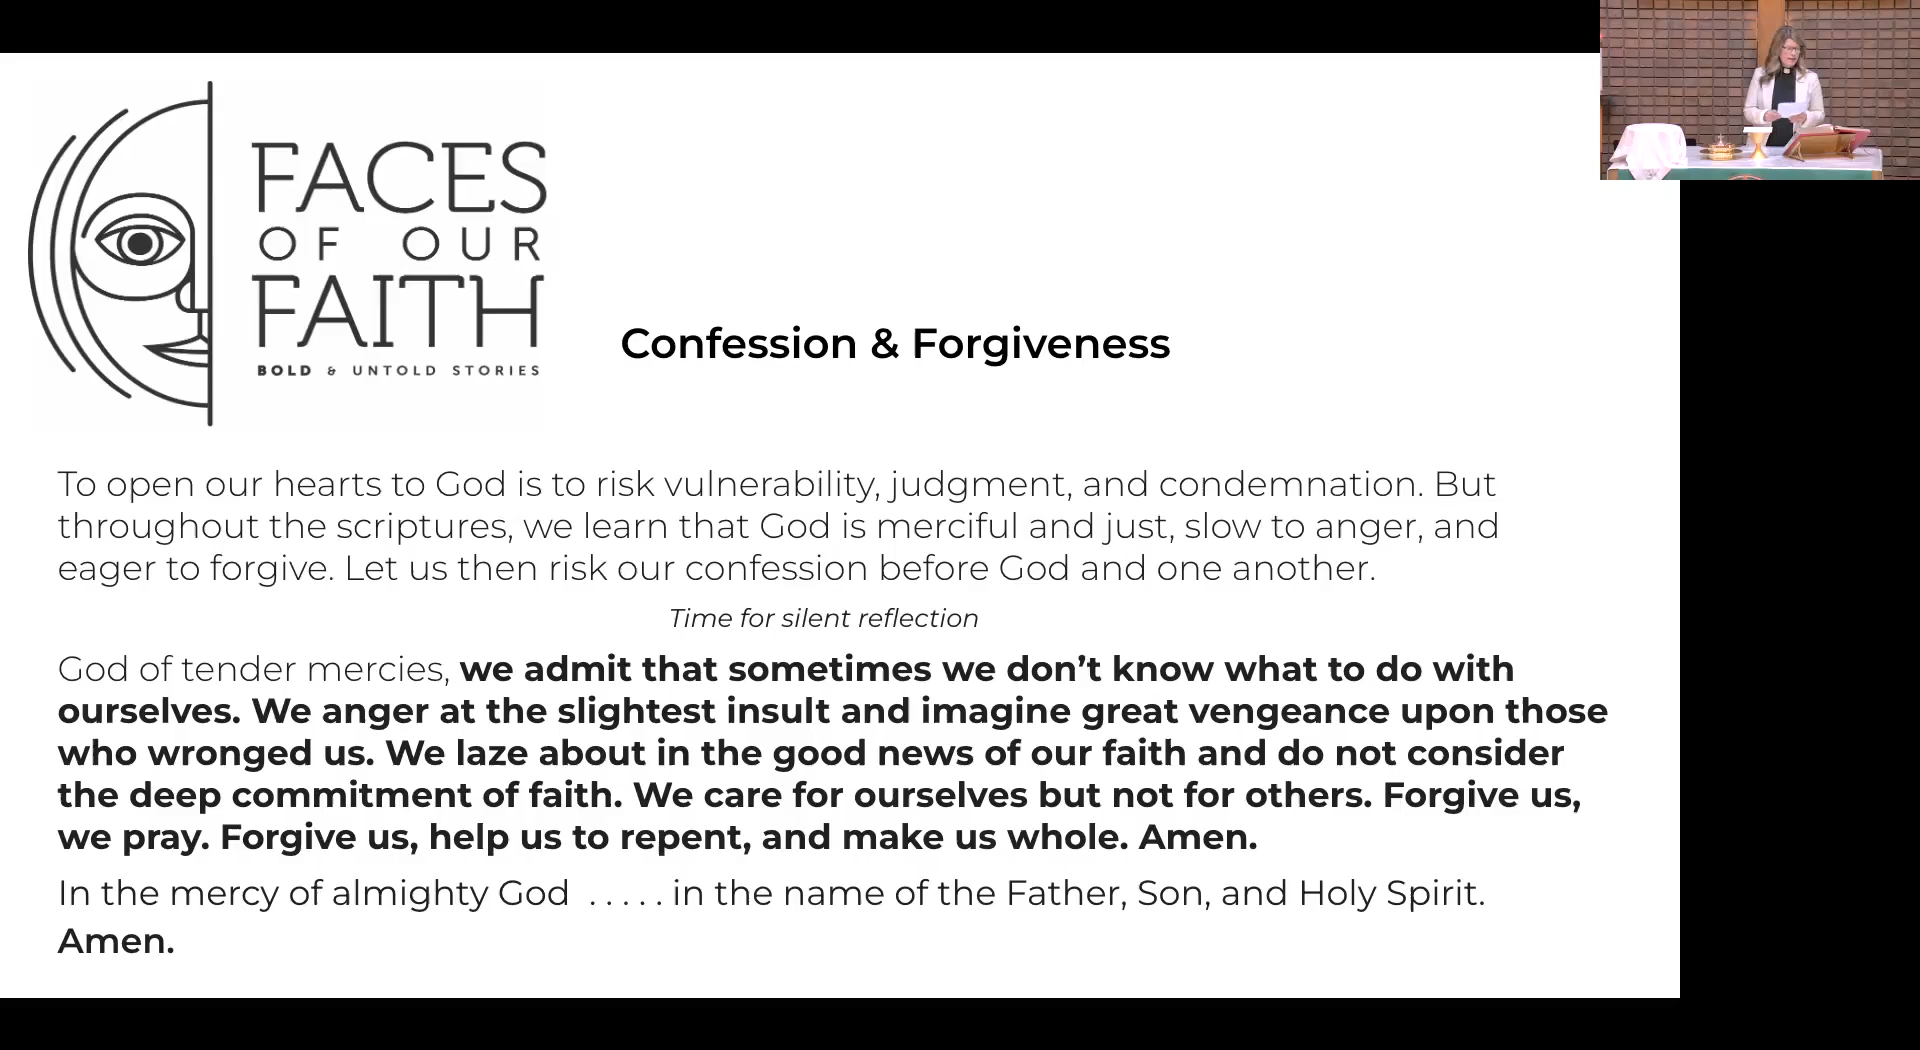 FACES
OF OUR
FAITH
BOLD & UNTOLD STORIES
Confession & Forgiveness
To open our hearts to God is to risk vulnerability, judgment, and condemnation. But
throughout the scriptures, we learn that God is merciful and just, slow to anger, and
eager to forgive. Let us then risk our confession before God and one another.
Time for silent reflection
God of tender mercies, we admit that sometimes we don’t know what to do with
ourselves. We anger at the slightest insult and imagine great vengeance upon those
who wronged us. We laze about in the good news of our faith and do not consider
the deep commitment of faith. We care for ourselves but not for others. Forgive us,
we pray. Forgive us, help us to repent, and make us whole. Amen.
In the mercy of almighty God . . . . . in the name of the Father, Son, and Holy Spirit.
Amen.